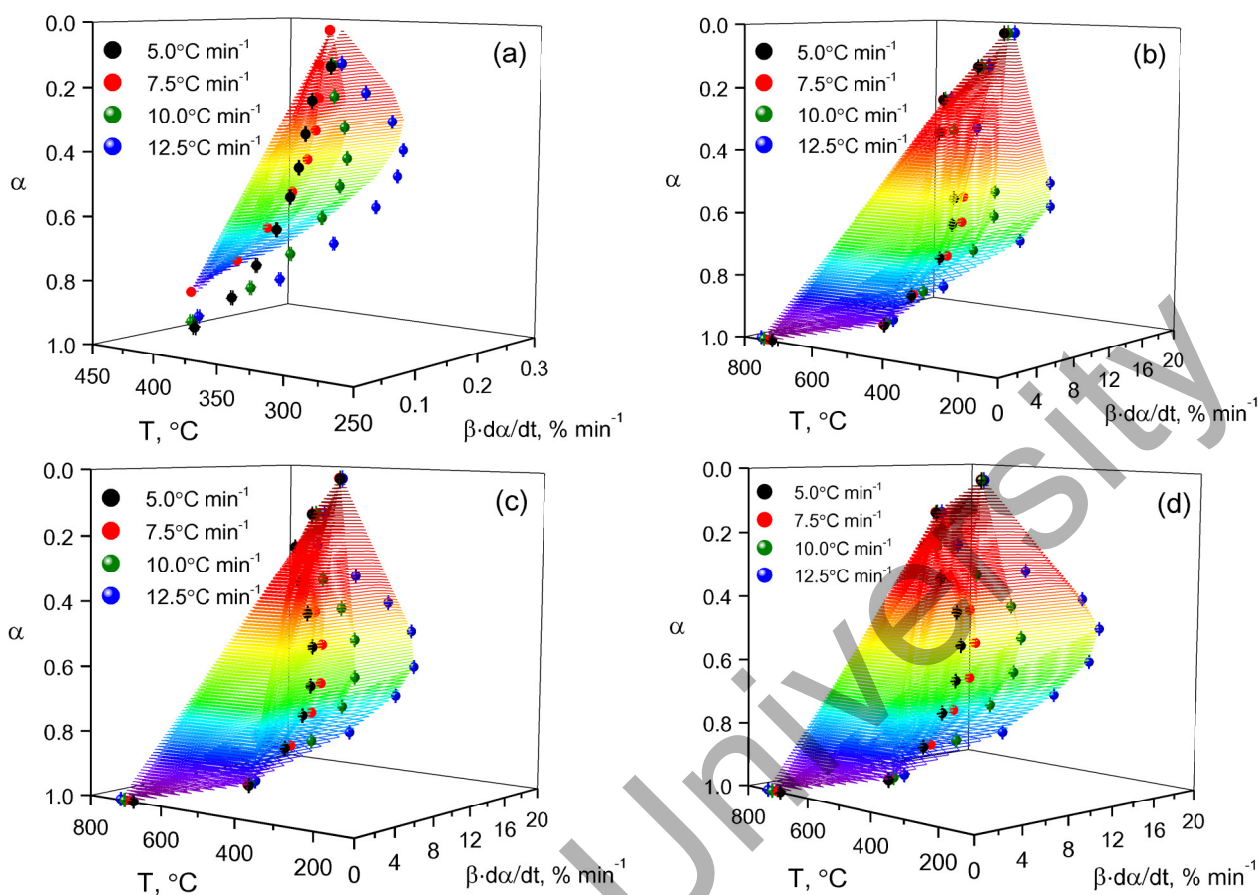 0.0
5.0°C min-1
7.5°C min-1
10.0°C min-1
12.5°C min-1
(a)
0.2
0.4
α
0.6
0.8
1.0
450
400
350
300
250
0.1
0.2
0.3
T, °C
β·dα/dt, % min-1
0.0
5.0°C min-1
7.5°C min-1
10.0°C min-1
12.5°C min-1
(b)
0.2
0.4
α
0.6
0.8
1.0
800
600
400
200
0
4
8
12
16
20
T, °C
β·dα/dt, % min-1
0.0
5.0°C min-1
7.5°C min-1
10.0°C min-1
12.5°C min-1
(c)
0.2
0.4
α
0.6
0.8
1.0
800
600
400
200
0
4
8
12
16
20
T, °C
β·dα/dt, % min-1
0.0
5.0°C min-1
7.5°C min-1
10.0°C min-1
12.5°C min-1
(d)
0.2
0.4
α
0.6
0.8
1.0
800
600
400
200
0
4
8
12
16
20
T, °C
β·dα/dt, % min-1
University